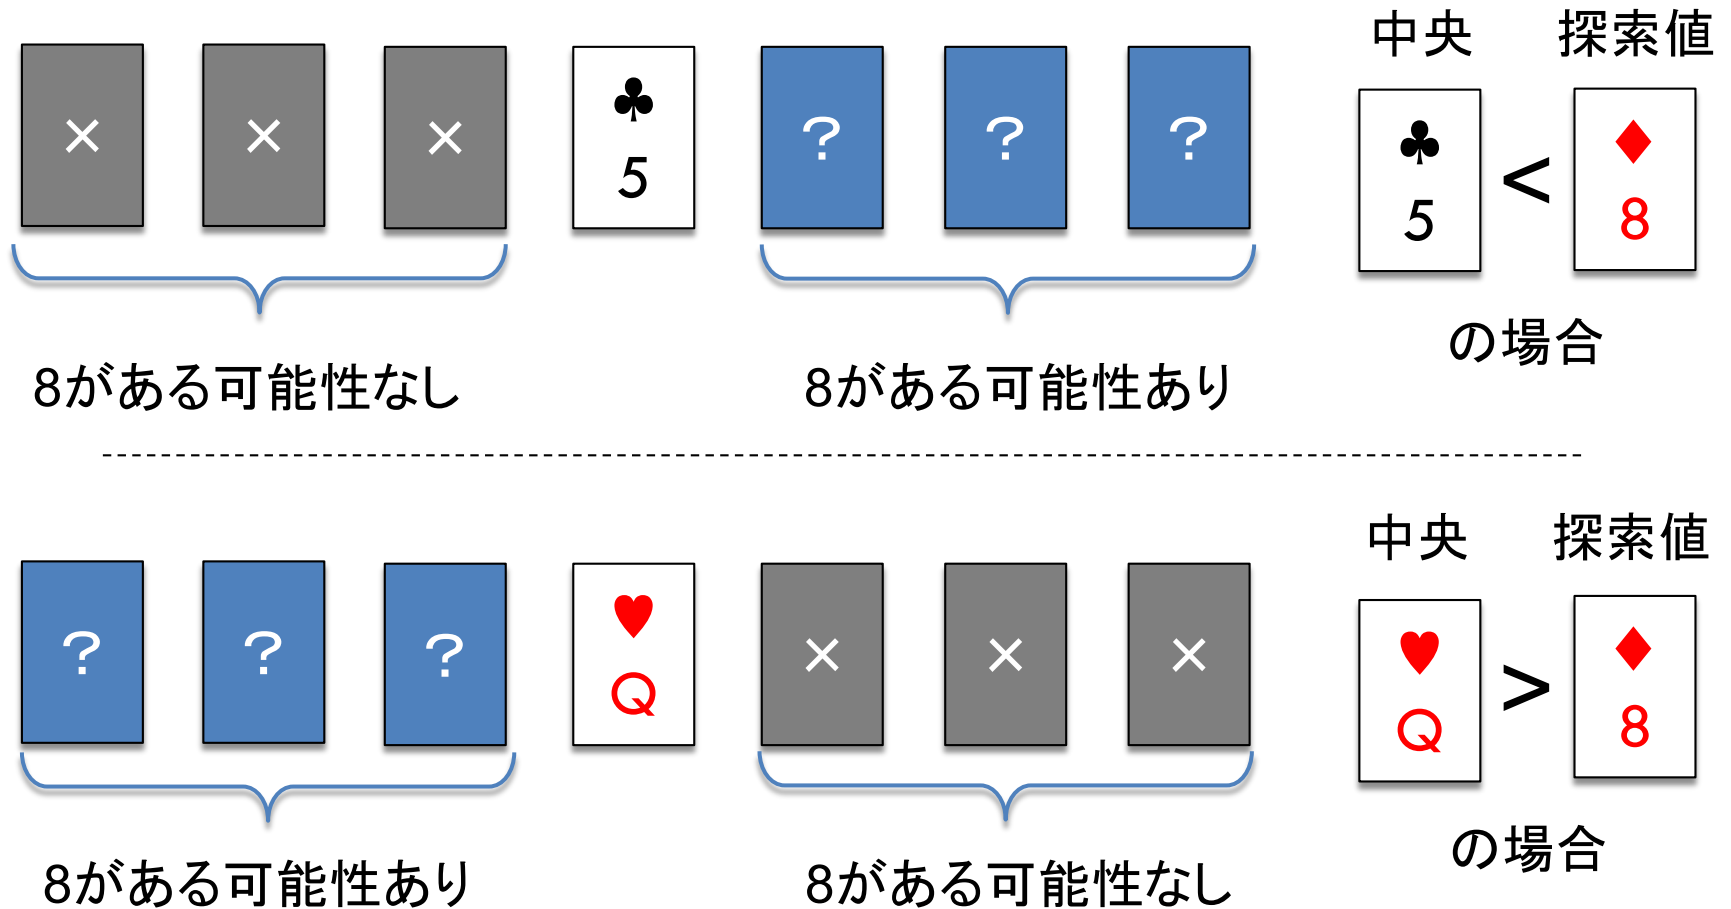 中央 探索値
× × × ♣ 5 ? ? ? ♣ 5 < ♦ 8
の場合
8がある可能性なし 8がある可能性あり
中央 探索値
? ? ? ♥ Q × × × ♥ Q > ♦ 8
の場合
8がある可能性あり 8がある可能性なし